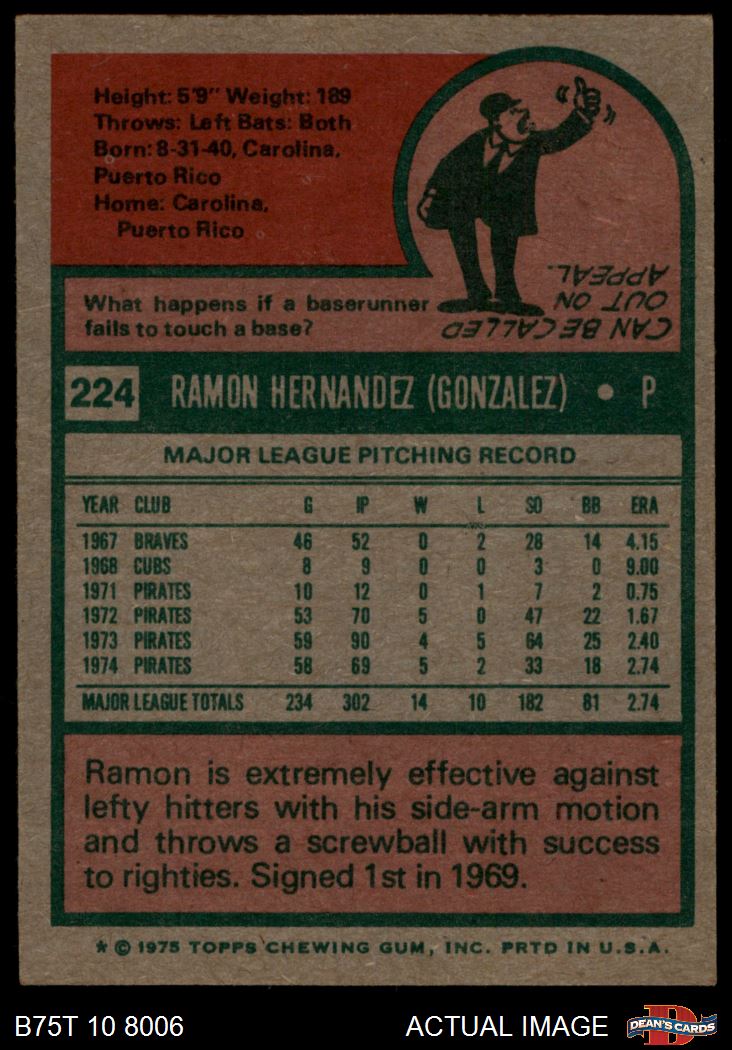 Height: 5'9" Weight: 189
Throws: Left Bats: Both
Born: 8-31-40, Carolina,
Puerto Rico
Home: Carolina,
Puerto Rico
What happens if a baserunner
fails to touch a base?
CAN BE CALLED
OUT ON
APPEAL.
224 RAMON HERNANDEZ (GONZALEZ) • P
MAJOR LEAGUE PITCHING RECORD
YEAR CLUB G IP W L SO BB ERA
1967 BRAVES 46 52 0 2 28 14 4.15
1968 CUBS 8 9 0 0 3 0 9.00
1971 PIRATES 10 12 0 1 7 2 0.75
1972 PIRATES 53 70 5 0 47 22 1.67
1973 PIRATES 59 90 4 5 64 25 2.40
1974 PIRATES 58 69 5 2 33 18 2.74
MAJOR LEAGUE TOTALS 234 302 14 10 182 81 2.74
Ramon is extremely effective against
lefty hitters with his side-arm motion
and throws a screwball with success
to righties. Signed 1st in 1969.
* © 1975 TOPPS CHEWING GUM, INC. PRTD IN U.S.A.
B75T 10 8006 ACTUAL IMAGE DEAN'S CARDS